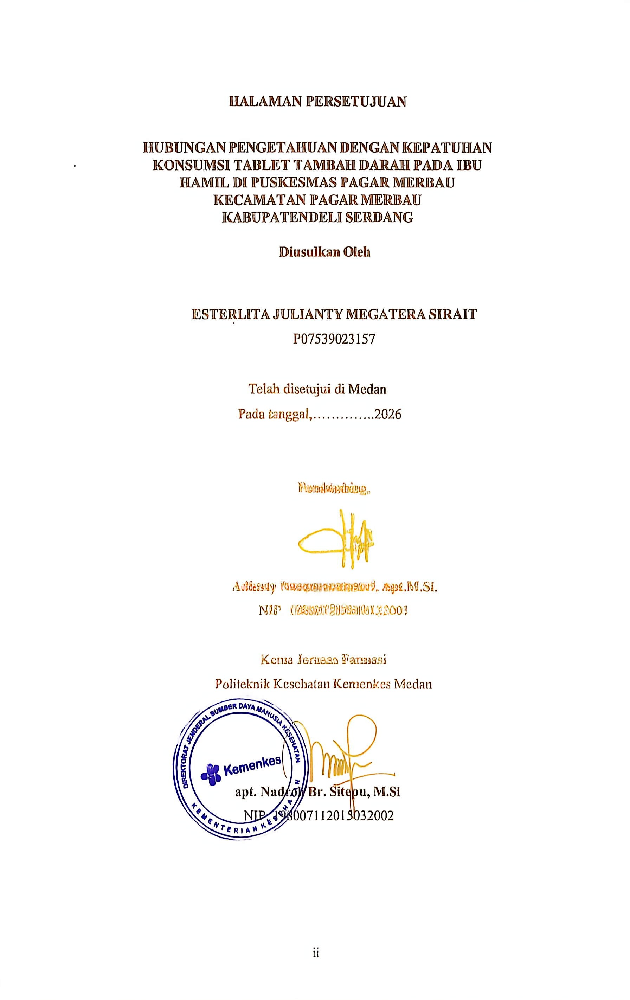 HALAMAN PERSETUJUAN
HUBUNGAN PENGETAHUAN DENGAN KEPATUHAN
KONSUMSI TABLET TAMBAH DARAH PADA IBU
HAMIL DI PUSKESMAS PAGAR MERBAU
KECAMATAN PAGAR MERBAU
KABUPATENDELI SERDANG
Diusulkan Oleh
ESTERLITA JULIANTY MEGATERA SIRAIT
P07539023157
Telah disetujui di Medan
Pada tanggal,..............2026
Pembimbing,
M.Si.
NIP
Ketua Jurusan Farmasi
Politeknik Kesehatan Kemenkes Medan
DIREKTORAT JENDERAL SUMBER DAYA MANUSIA KESEHATAN
Kemenkes
KEMENTERIAN KESEHATAN
apt. Nadroh Br. Sitepu, M.Si
NIP. 198007112015032002
ii